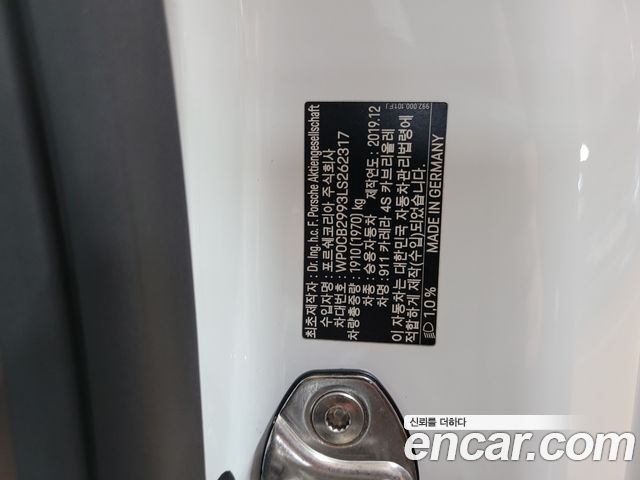 997.000.101.FJ
최초제작자 : Dr. Ing. h.c. F. Porsche Aktiengesellschaft
수입자명 : 포르쉐코리아 주식회사
차대번호 : WP0CB2993LS262317
차량총중량 : 1910(1970) kg
차종 : 승용자동차 제작연도 : 2019.12
차명 : 911 카레라 4S 카브리올레
이 자동차는 대한민국 자동차관리법령에
적합하게 제작(수입)되었습니다.
MADE IN GERMANY
1,0 %
신뢰를 더하다
encar.com